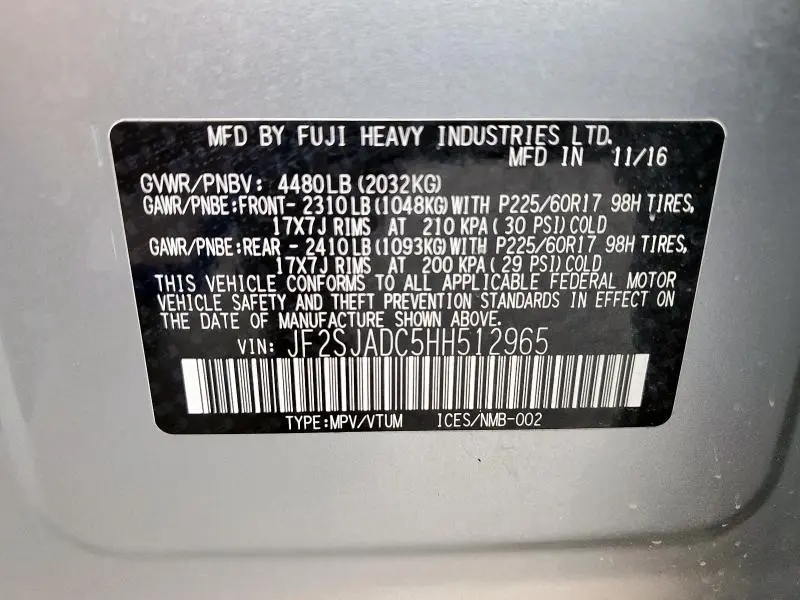 MFD BY FUJI HEAVY INDUSTRIES LTD.
MFD IN 11/16
GVWR/PNBV: 4480LB(2032KG)
GAWR/PNBE:FRONT-2310LB(1048KG)WITH P225/60R17 98H TIRES,
17X7J RIMS AT 210 KPA(30 PSI)COLD
GAWR/PNBE:REAR -2410LB(1093KG)WITH P225/60R17 98H TIRES,
17X7J RIMS AT 200 KPA(29 PSI)COLD
THIS VEHICLE CONFORMS TO ALL APPLICABLE FEDERAL MOTOR
VEHICLE SAFETY AND THEFT PREVENTION STANDARDS IN EFFECT ON
THE DATE OF MANUFACTURE SHOWN ABOVE.
VIN: JF2SJADC5HH512965
TYPE:MPV/VTUM ICES/NMB-002